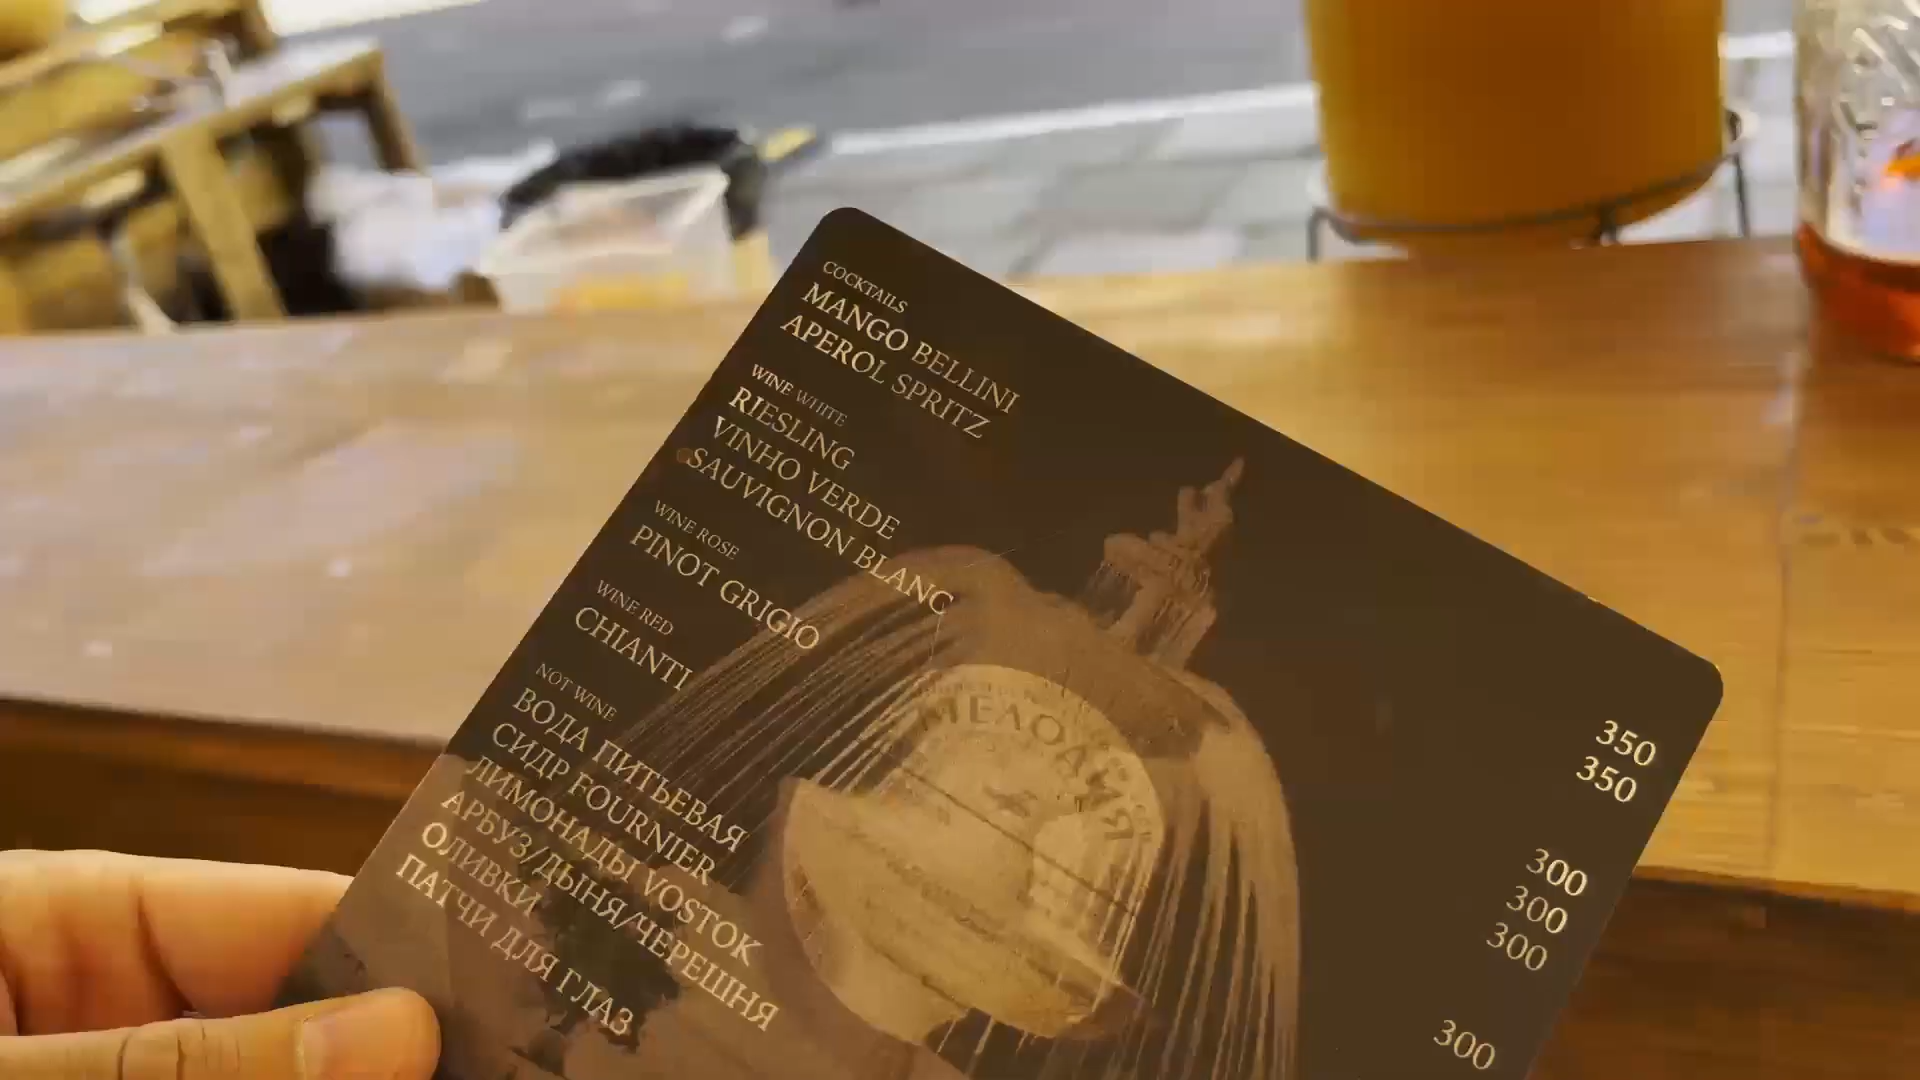 COCKTAILS
MANGO BELLINI 350
APEROL SPRITZ 350
WINE WHITE
RIESLING 300
VINHO VERDE 300
SAUVIGNON BLANC 300
WINE ROSE
PINOT GRIGIO 300
WINE RED
CHIANTI
NOT WINE
ВОДА ПИТЬЕВАЯ
СИДР FOURNIER
ЛИМОНАДЫ VOSTOK
АРБУЗ/ДЫНЯ/ЧЕРЕШНЯ
ОЛИВКИ
ПАТЧИ ДЛЯ ГЛАЗ
МЕЛОДИЯ